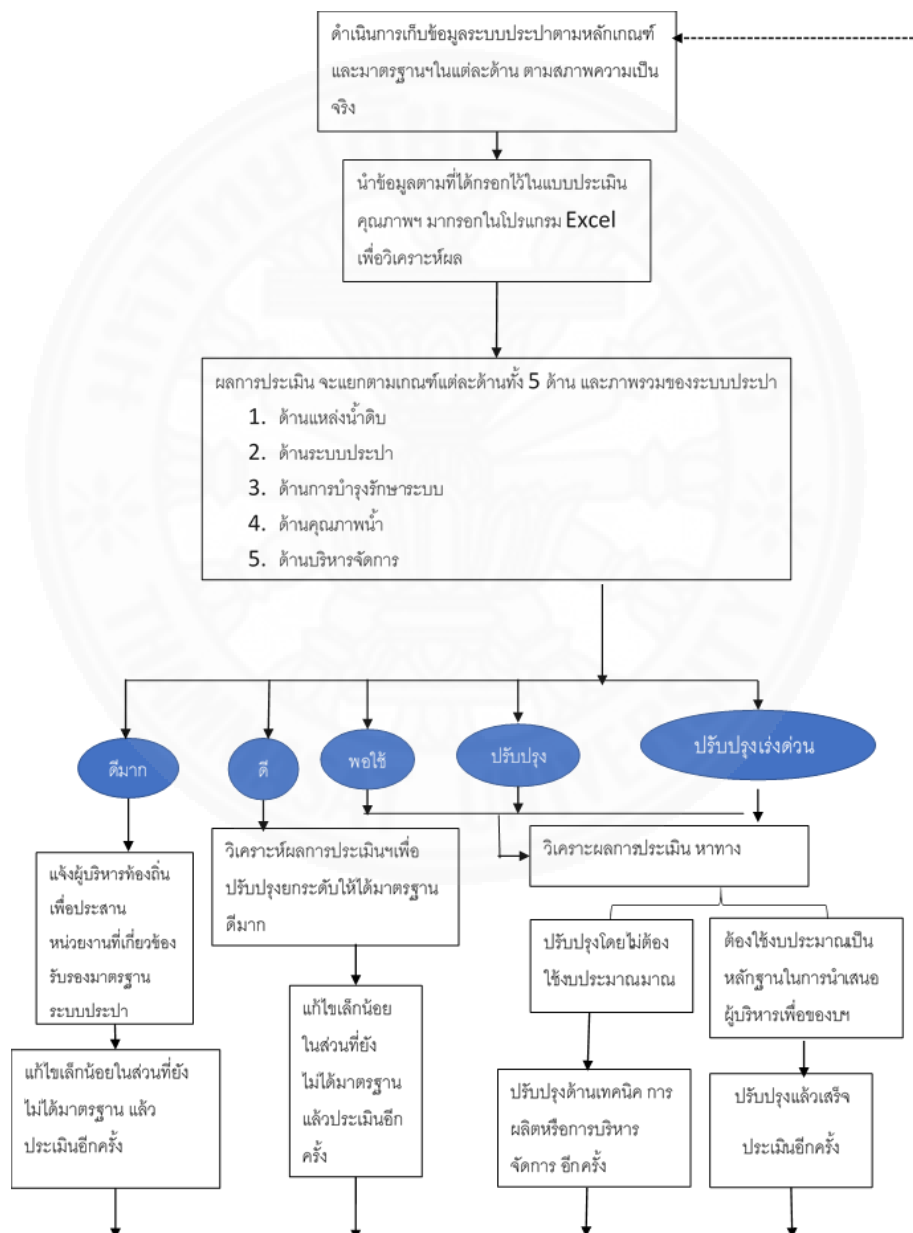 ดำเนินการเก็บข้อมูลระบบประปาตามหลักเกณฑ์
และมาตรฐานฯในแต่ละด้าน ตามสภาพความเป็น
จริง
นำข้อมูลตามที่ได้กรอกไว้ในแบบประเมิน
คุณภาพฯ มากรอกในโปรแกรม Excel
เพื่อวิเคราะห์ผล
ผลการประเมิน จะแยกตามเกณฑ์แต่ละด้านทั้ง 5 ด้าน และภาพรวมของระบบประปา
1. ด้านแหล่งน้ำดิบ
2. ด้านระบบประปา
3. ด้านการบำรุงรักษาระบบ
4. ด้านคุณภาพน้ำ
5. ด้านบริหารจัดการ
ดีมาก
ดี
พอใช้
ปรับปรุง
ปรับปรุงเร่งด่วน
แจ้งผู้บริหารท้องถิ่น
เพื่อประสาน
หน่วยงานที่เกี่ยวข้อง
รับรองมาตรฐาน
ระบบประปา
แก้ไขเล็กน้อยในส่วนที่ยัง
ไม่ได้มาตรฐาน แล้ว
ประเมินอีกครั้ง
วิเคราะห์ผลการประเมินฯเพื่อ
ปรับปรุงยกระดับให้ได้มาตรฐาน
ดีมาก
แก้ไขเล็กน้อย
ในส่วนที่ยัง
ไม่ได้มาตรฐาน
แล้วประเมินอีก
ครั้ง
วิเคราะผลการประเมิน หาทาง
ปรับปรุงโดยไม่ต้อง
ใช้งบประมาณมาณ
ปรับปรุงด้านเทคนิค การ
ผลิตหรือการบริหาร
จัดการ อีกครั้ง
ต้องใช้งบประมาณเป็น
หลักฐานในการนำเสนอ
ผู้บริหารเพื่อของบฯ
ปรับปรุงแล้วเสร็จ
ประเมินอีกครั้ง